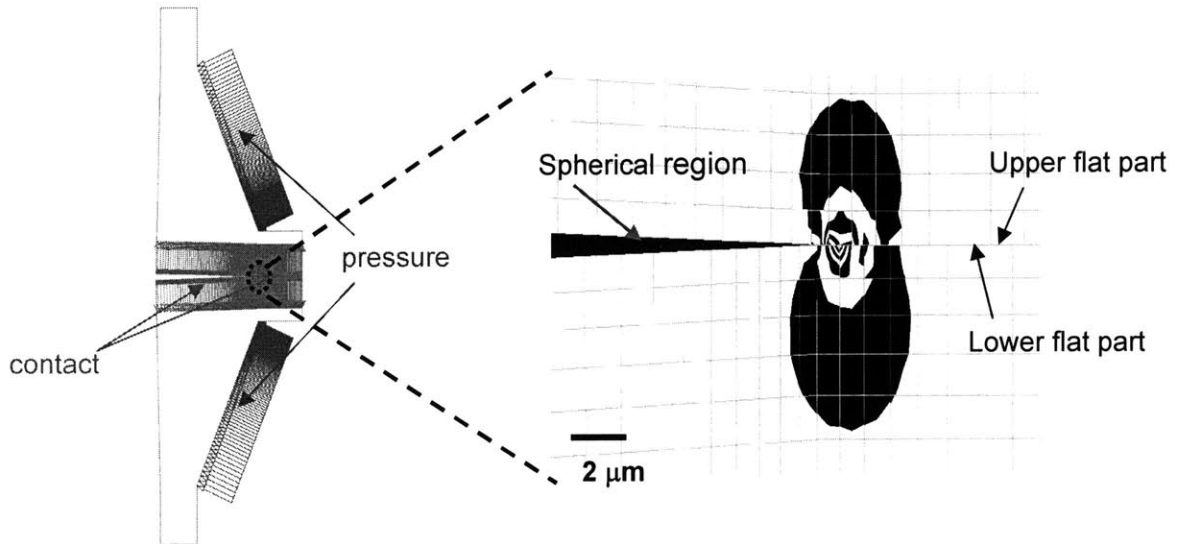 Spherical region
Upper flat part
pressure
contact
Lower flat part
2 μm